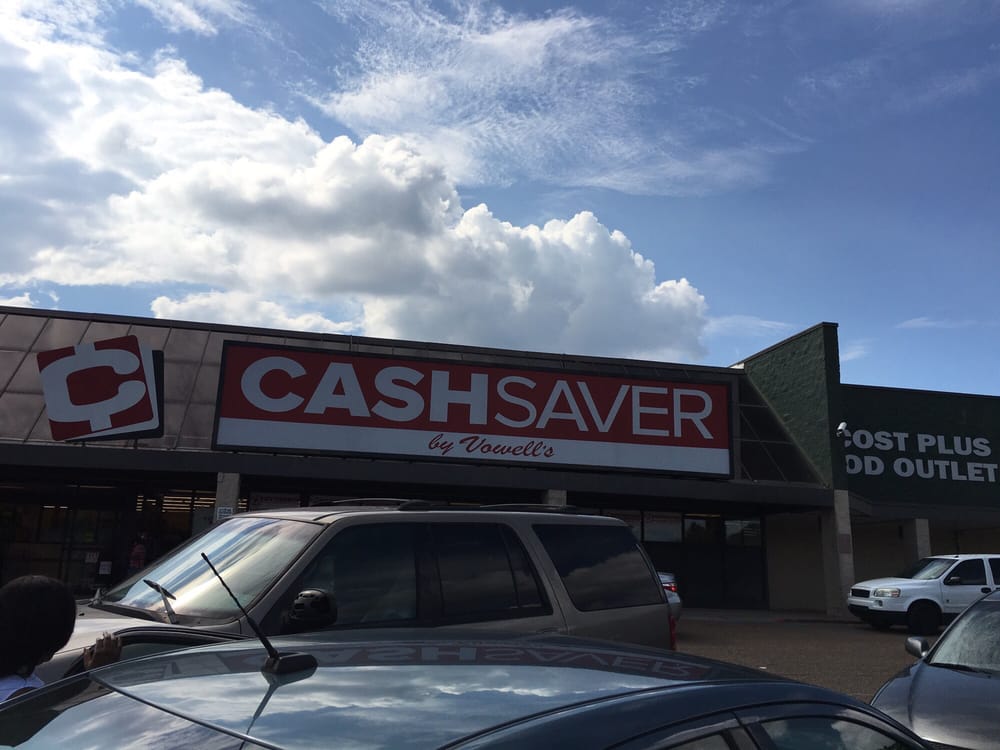 CASHSAVER
by Vowell's
COST PLUS
OD OUTLET